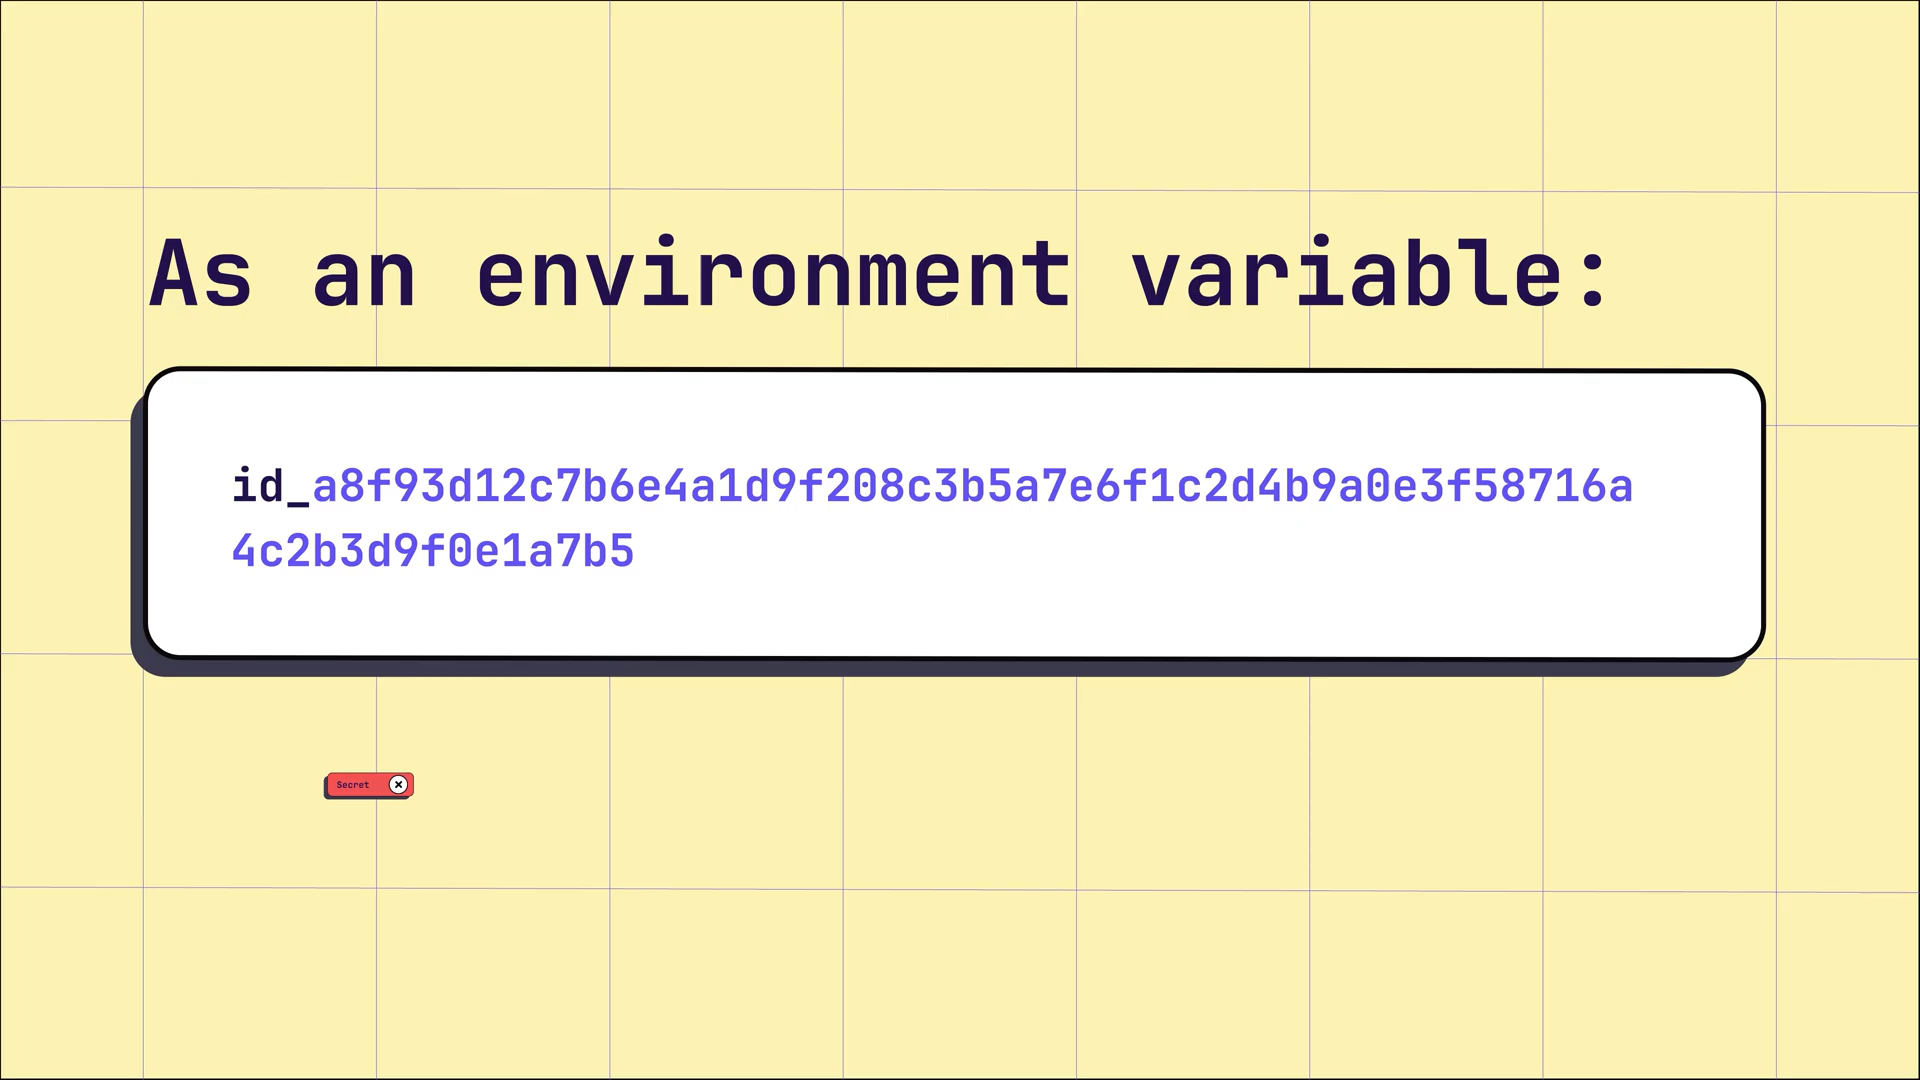 As an environment variable:
id_a8f93d12c7b6e4a1d9f208c3b5a7e6f1c2d4b9a0e3f58716a
4c2b3d9f0e1a7b5
Secret